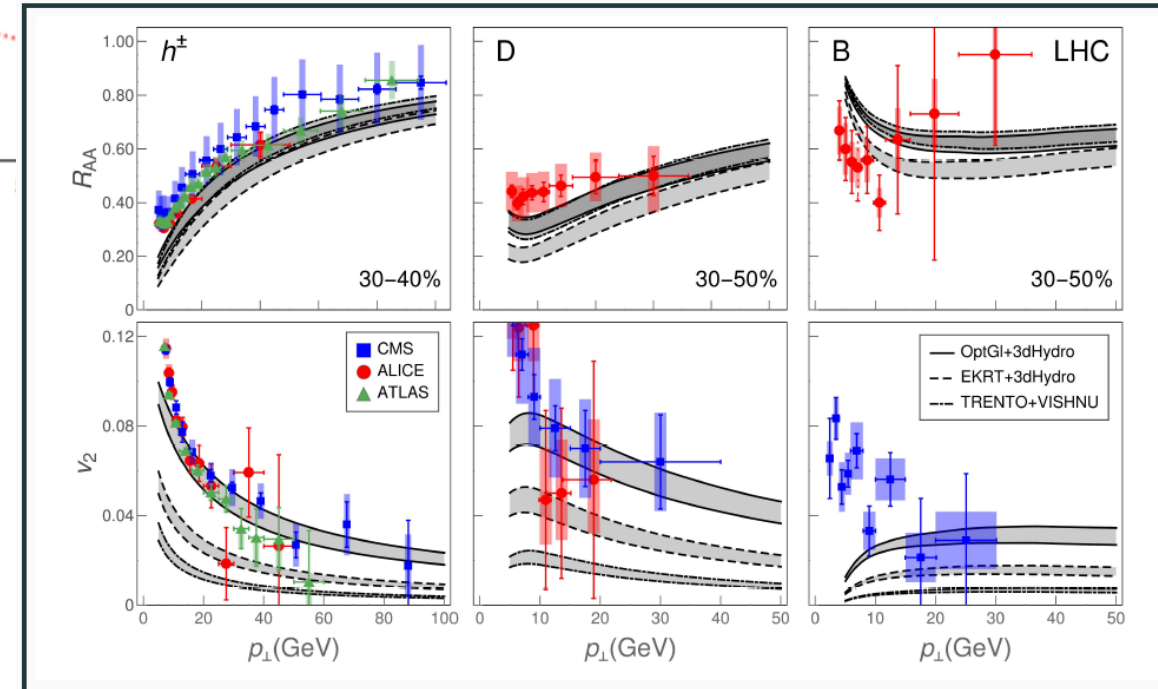 h± D B LHC
1.00
0.80
0.60
0.40
0.20
0
R_AA
30–40% 30–50% 30–50%
0.12
0.08
0.04
0
v₂
CMS
ALICE
ATLAS
OptGl+3dHydro
EKRT+3dHydro
TRENTO+VISHNU
0 20 40 60 80 100 0 10 20 30 40 50 0 10 20 30 40 50
p⊥(GeV) p⊥(GeV) p⊥(GeV)